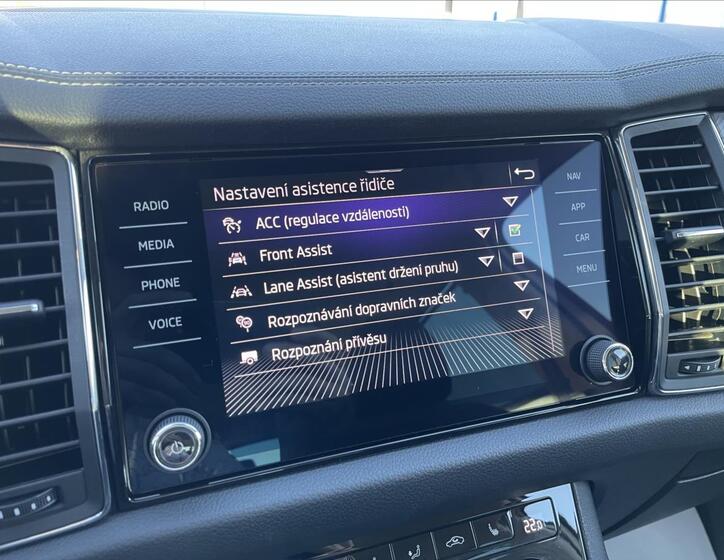 Nastavení asistence řidiče
ACC (regulace vzdálenosti)
Front Assist
Lane Assist (asistent držení pruhu)
Rozpoznávání dopravních značek
Rozpoznání přívěsu
RADIO
MEDIA
PHONE
VOICE
NAV
APP
CAR
MENU
22.0